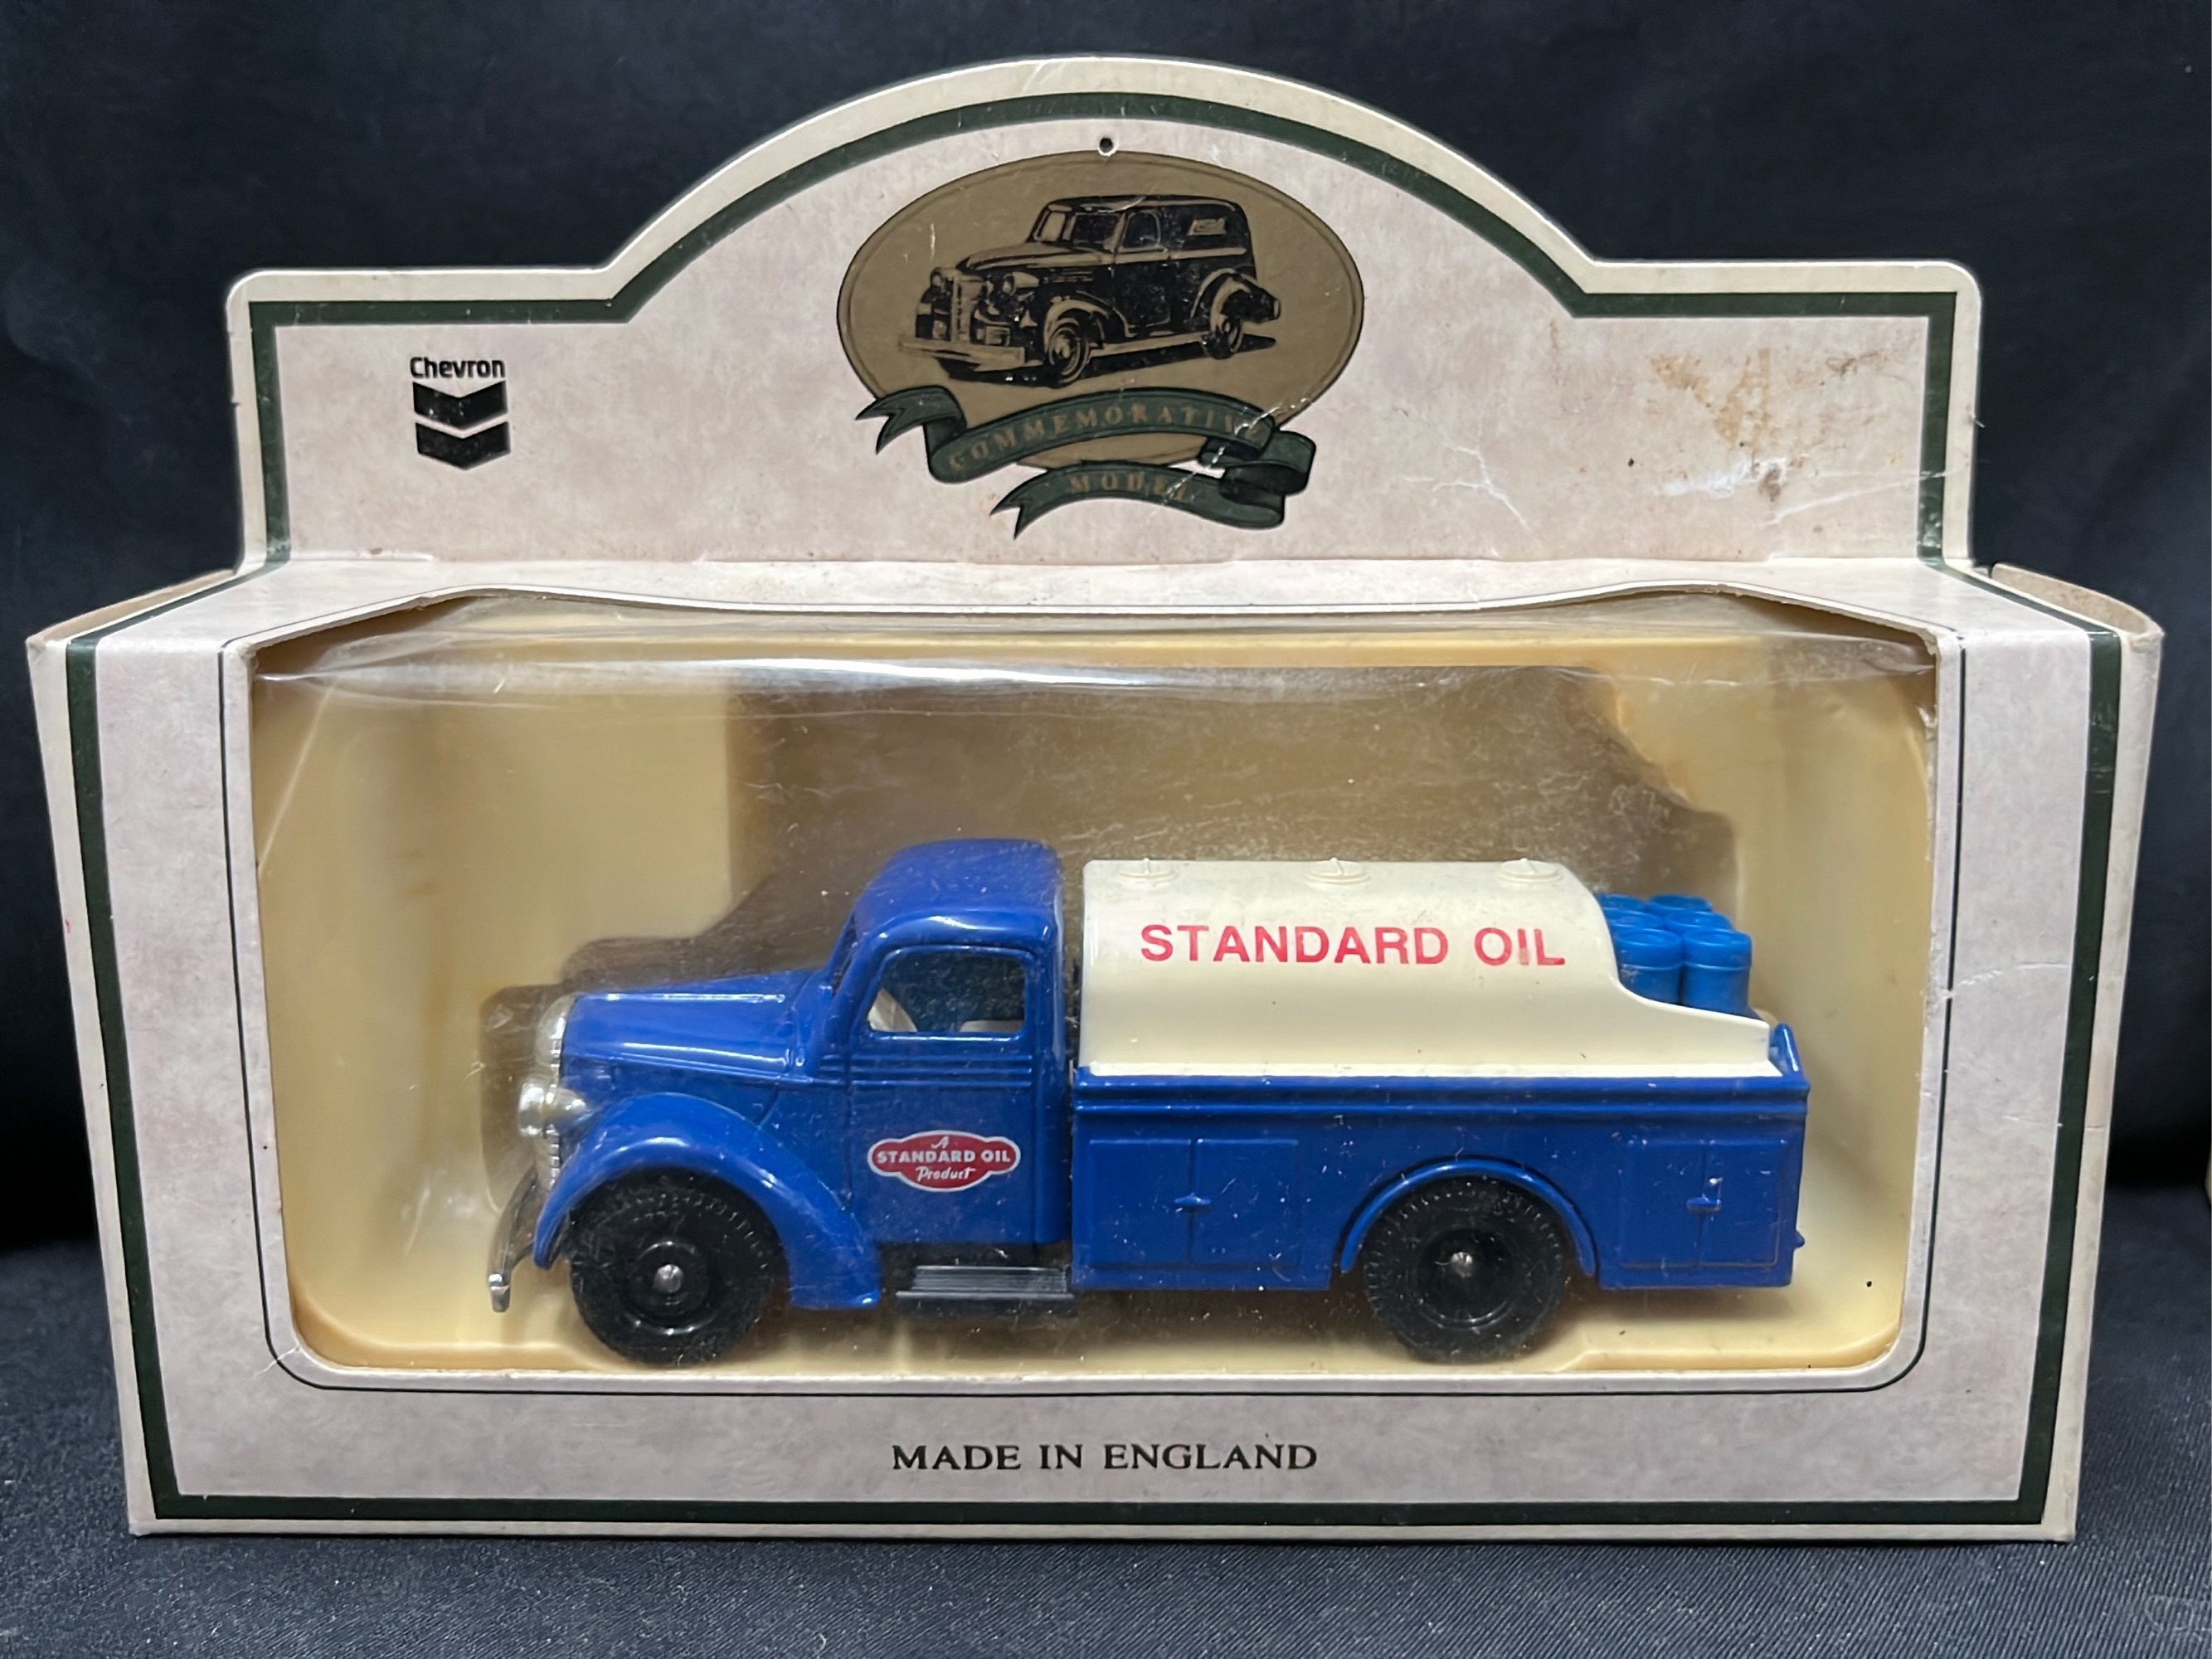 Chevron
COMMEMORATIVE
MODEL
STANDARD OIL
A
STANDARD OIL
Product
MADE IN ENGLAND